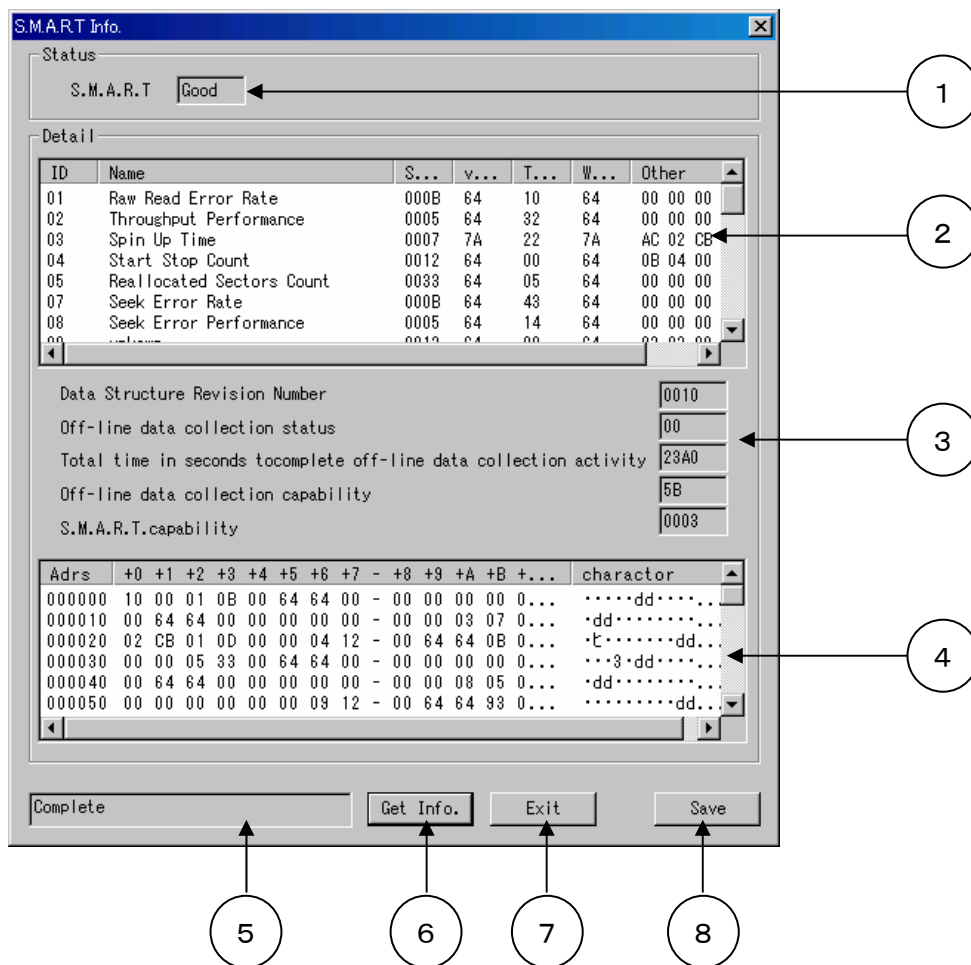 S.M.A.R.T Info.
Status
S.M.A.R.T Good
1
Detail
ID Name S... v... T... W... Other
01 Raw Read Error Rate 000B 64 10 64 00 00 00
02 Throughput Performance 0005 64 32 64 00 00 00
03 Spin Up Time 0007 7A 22 7A AC 02 CB
04 Start Stop Count 0012 64 00 64 0B 04 00
05 Reallocated Sectors Count 0033 64 05 64 00 00 00
07 Seek Error Rate 000B 64 43 64 00 00 00
08 Seek Error Performance 0005 64 14 64 00 00 00
2
Data Structure Revision Number 0010
Off-line data collection status 00
Total time in seconds tocomplete off-line data collection activity 23A0
Off-line data collection capability 5B
S.M.A.R.T.capability 0003
3
Adrs +0 +1 +2 +3 +4 +5 +6 +7 - +8 +9 +A +B +... charactor
000000 10 00 01 0B 00 64 64 00 - 00 00 00 00 0... ·····dd····...
000010 00 64 64 00 00 00 00 00 - 00 00 03 07 0... ·dd·········...
000020 02 CB 01 0D 00 00 04 12 - 00 64 64 0B 0... ·ﾋ·······dd...
000030 00 00 05 33 00 64 64 00 - 00 00 00 00 0... ···3·dd·····...
000040 00 64 64 00 00 00 00 00 - 00 00 08 05 0... ·dd·········...
000050 00 00 00 00 00 00 09 12 - 00 64 64 93 0... ·········dd...
4
Complete Get Info. Exit Save
5 6 7 8